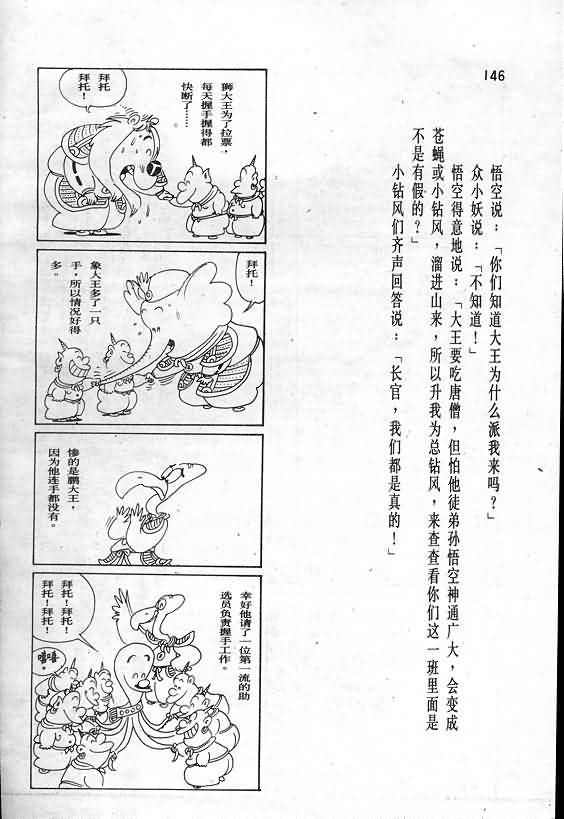 146
悟空说：「你们知道大王为什么派我来吗？」
众小妖说：「不知道！」
悟空得意地说：「大王要吃唐僧，但怕他徒弟孙悟空神通广大，会变成
苍蝇或小钻风，溜进山来，所以升我为总钻风，来查查看你们这一班里面是
不是有假的？」
小钻风们齐声回答说：「长官，我们都是真的！」
狮大王为了拉票，
每天握手握得都
快断了……
拜托
拜托！
拜托！
象大王多了一只
手，所以情况好得
多。
惨的是鹏大王，
因为他连手都没有。
幸好他请了一位第一流的助
选员负责握手工作。
拜托！拜托！
拜托！拜托！
嘻嘻。